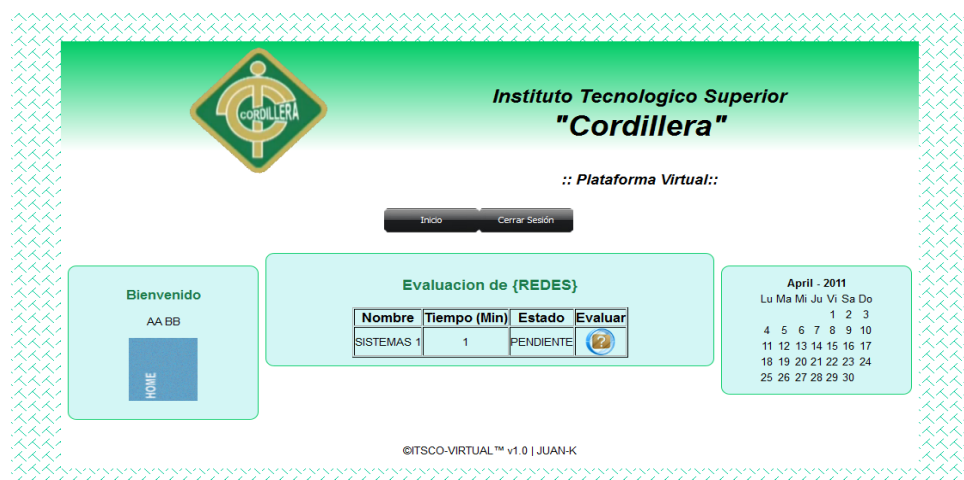 CORDILLERA
Instituto Tecnologico Superior
"Cordillera"
:: Plataforma Virtual::
Inicio Cerrar Sesión
Bienvenido
AA BB
HOME
Evaluacion de {REDES}
Nombre Tiempo (Min) Estado Evaluar
SISTEMAS 1 1 PENDIENTE ?
April - 2011
Lu Ma Mi Ju Vi Sa Do
1 2 3
4 5 6 7 8 9 10
11 12 13 14 15 16 17
18 19 20 21 22 23 24
25 26 27 28 29 30
©ITSCO-VIRTUAL™ v1.0 | JUAN-K